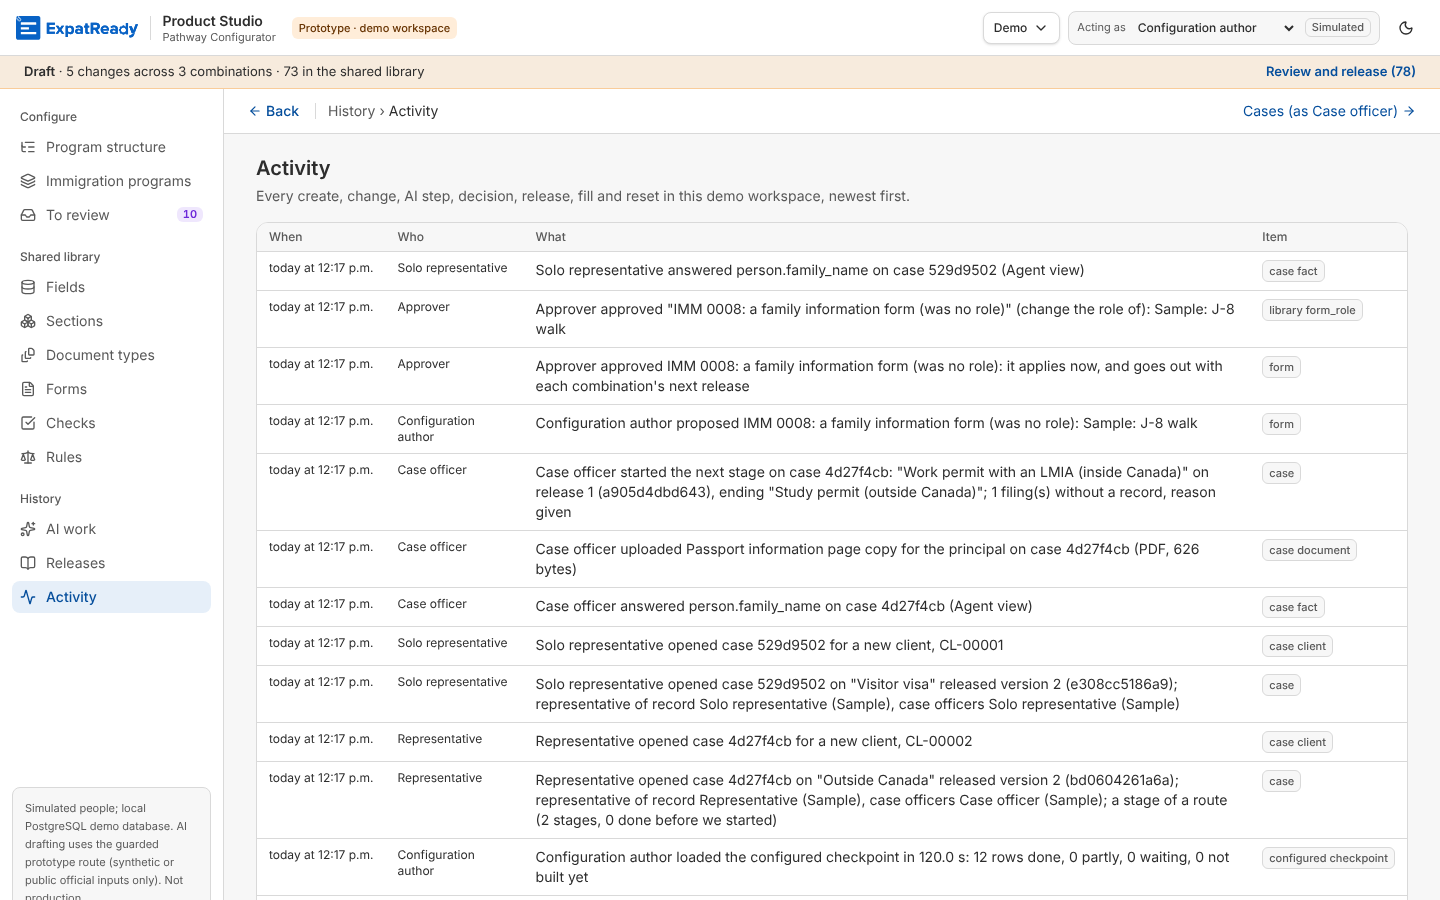 ExpatReady
Product Studio
Pathway Configurator
Prototype · demo workspace
Demo
Acting as
Configuration author
Simulated
Draft · 5 changes across 3 combinations · 73 in the shared library
Review and release (78)
Configure
Program structure
Immigration programs
To review
10
Shared library
Fields
Sections
Document types
Forms
Checks
Rules
History
AI work
Releases
Activity
Simulated people; local
PostgreSQL demo database. AI
drafting uses the guarded
prototype route (synthetic or
public official inputs only). Not
production.
← Back
History › Activity
Cases (as Case officer) →
Activity
Every create, change, AI step, decision, release, fill and reset in this demo workspace, newest first.
When Who What Item
today at 12:17 p.m. Solo representative Solo representative answered person.family_name on case 529d9502 (Agent view) case fact
today at 12:17 p.m. Approver Approver approved "IMM 0008: a family information form (was no role)" (change the role of): Sample: J-8 library form_role
walk
today at 12:17 p.m. Approver Approver approved IMM 0008: a family information form (was no role): it applies now, and goes out with form
each combination's next release
today at 12:17 p.m. Configuration Configuration author proposed IMM 0008: a family information form (was no role): Sample: J-8 walk form
author
today at 12:17 p.m. Case officer Case officer started the next stage on case 4d27f4cb: "Work permit with an LMIA (inside Canada)" on case
release 1 (a905d4dbd643), ending "Study permit (outside Canada)"; 1 filing(s) without a record, reason
given
today at 12:17 p.m. Case officer Case officer uploaded Passport information page copy for the principal on case 4d27f4cb (PDF, 626 case document
bytes)
today at 12:17 p.m. Case officer Case officer answered person.family_name on case 4d27f4cb (Agent view) case fact
today at 12:17 p.m. Solo representative Solo representative opened case 529d9502 for a new client, CL-00001 case client
today at 12:17 p.m. Solo representative Solo representative opened case 529d9502 on "Visitor visa" released version 2 (e308cc5186a9); case
representative of record Solo representative (Sample), case officers Solo representative (Sample)
today at 12:17 p.m. Representative Representative opened case 4d27f4cb for a new client, CL-00002 case client
today at 12:17 p.m. Representative Representative opened case 4d27f4cb on "Outside Canada" released version 2 (bd0604261a6a); case
representative of record Representative (Sample), case officers Case officer (Sample); a stage of a route
(2 stages, 0 done before we started)
today at 12:17 p.m. Configuration Configuration author loaded the configured checkpoint in 120.0 s: 12 rows done, 0 partly, 0 waiting, 0 not configured checkpoint
author built yet